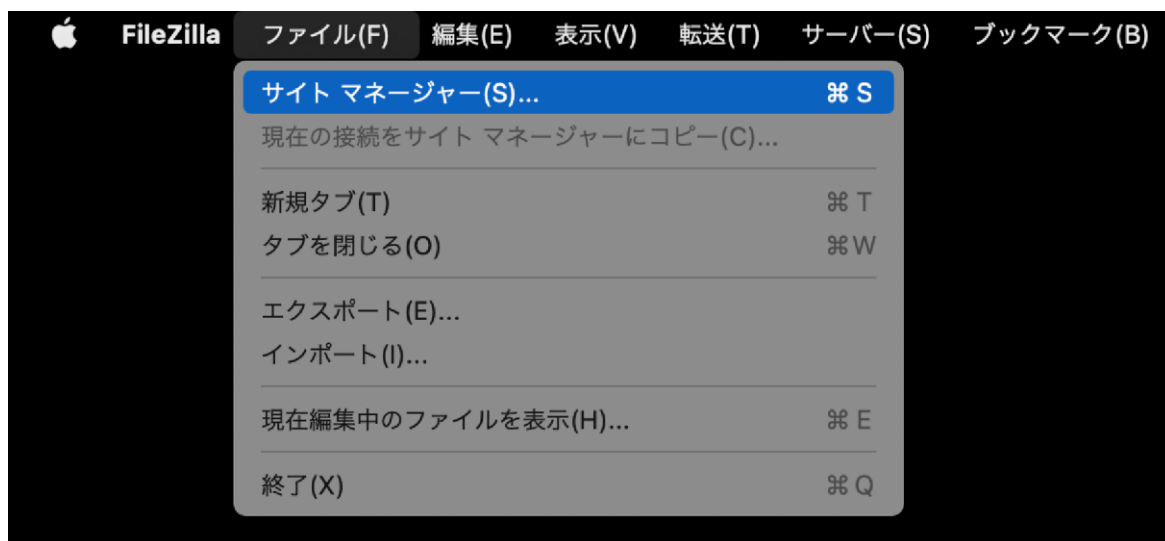 FileZilla ファイル(F) 編集(E) 表示(V) 転送(T) サーバー(S) ブックマーク(B)
サイト マネージャー(S)... ⌘ S
現在の接続をサイト マネージャーにコピー(C)...
新規タブ(T) ⌘ T
タブを閉じる(O) ⌘ W
エクスポート(E)...
インポート(I)...
現在編集中のファイルを表示(H)... ⌘ E
終了(X) ⌘ Q